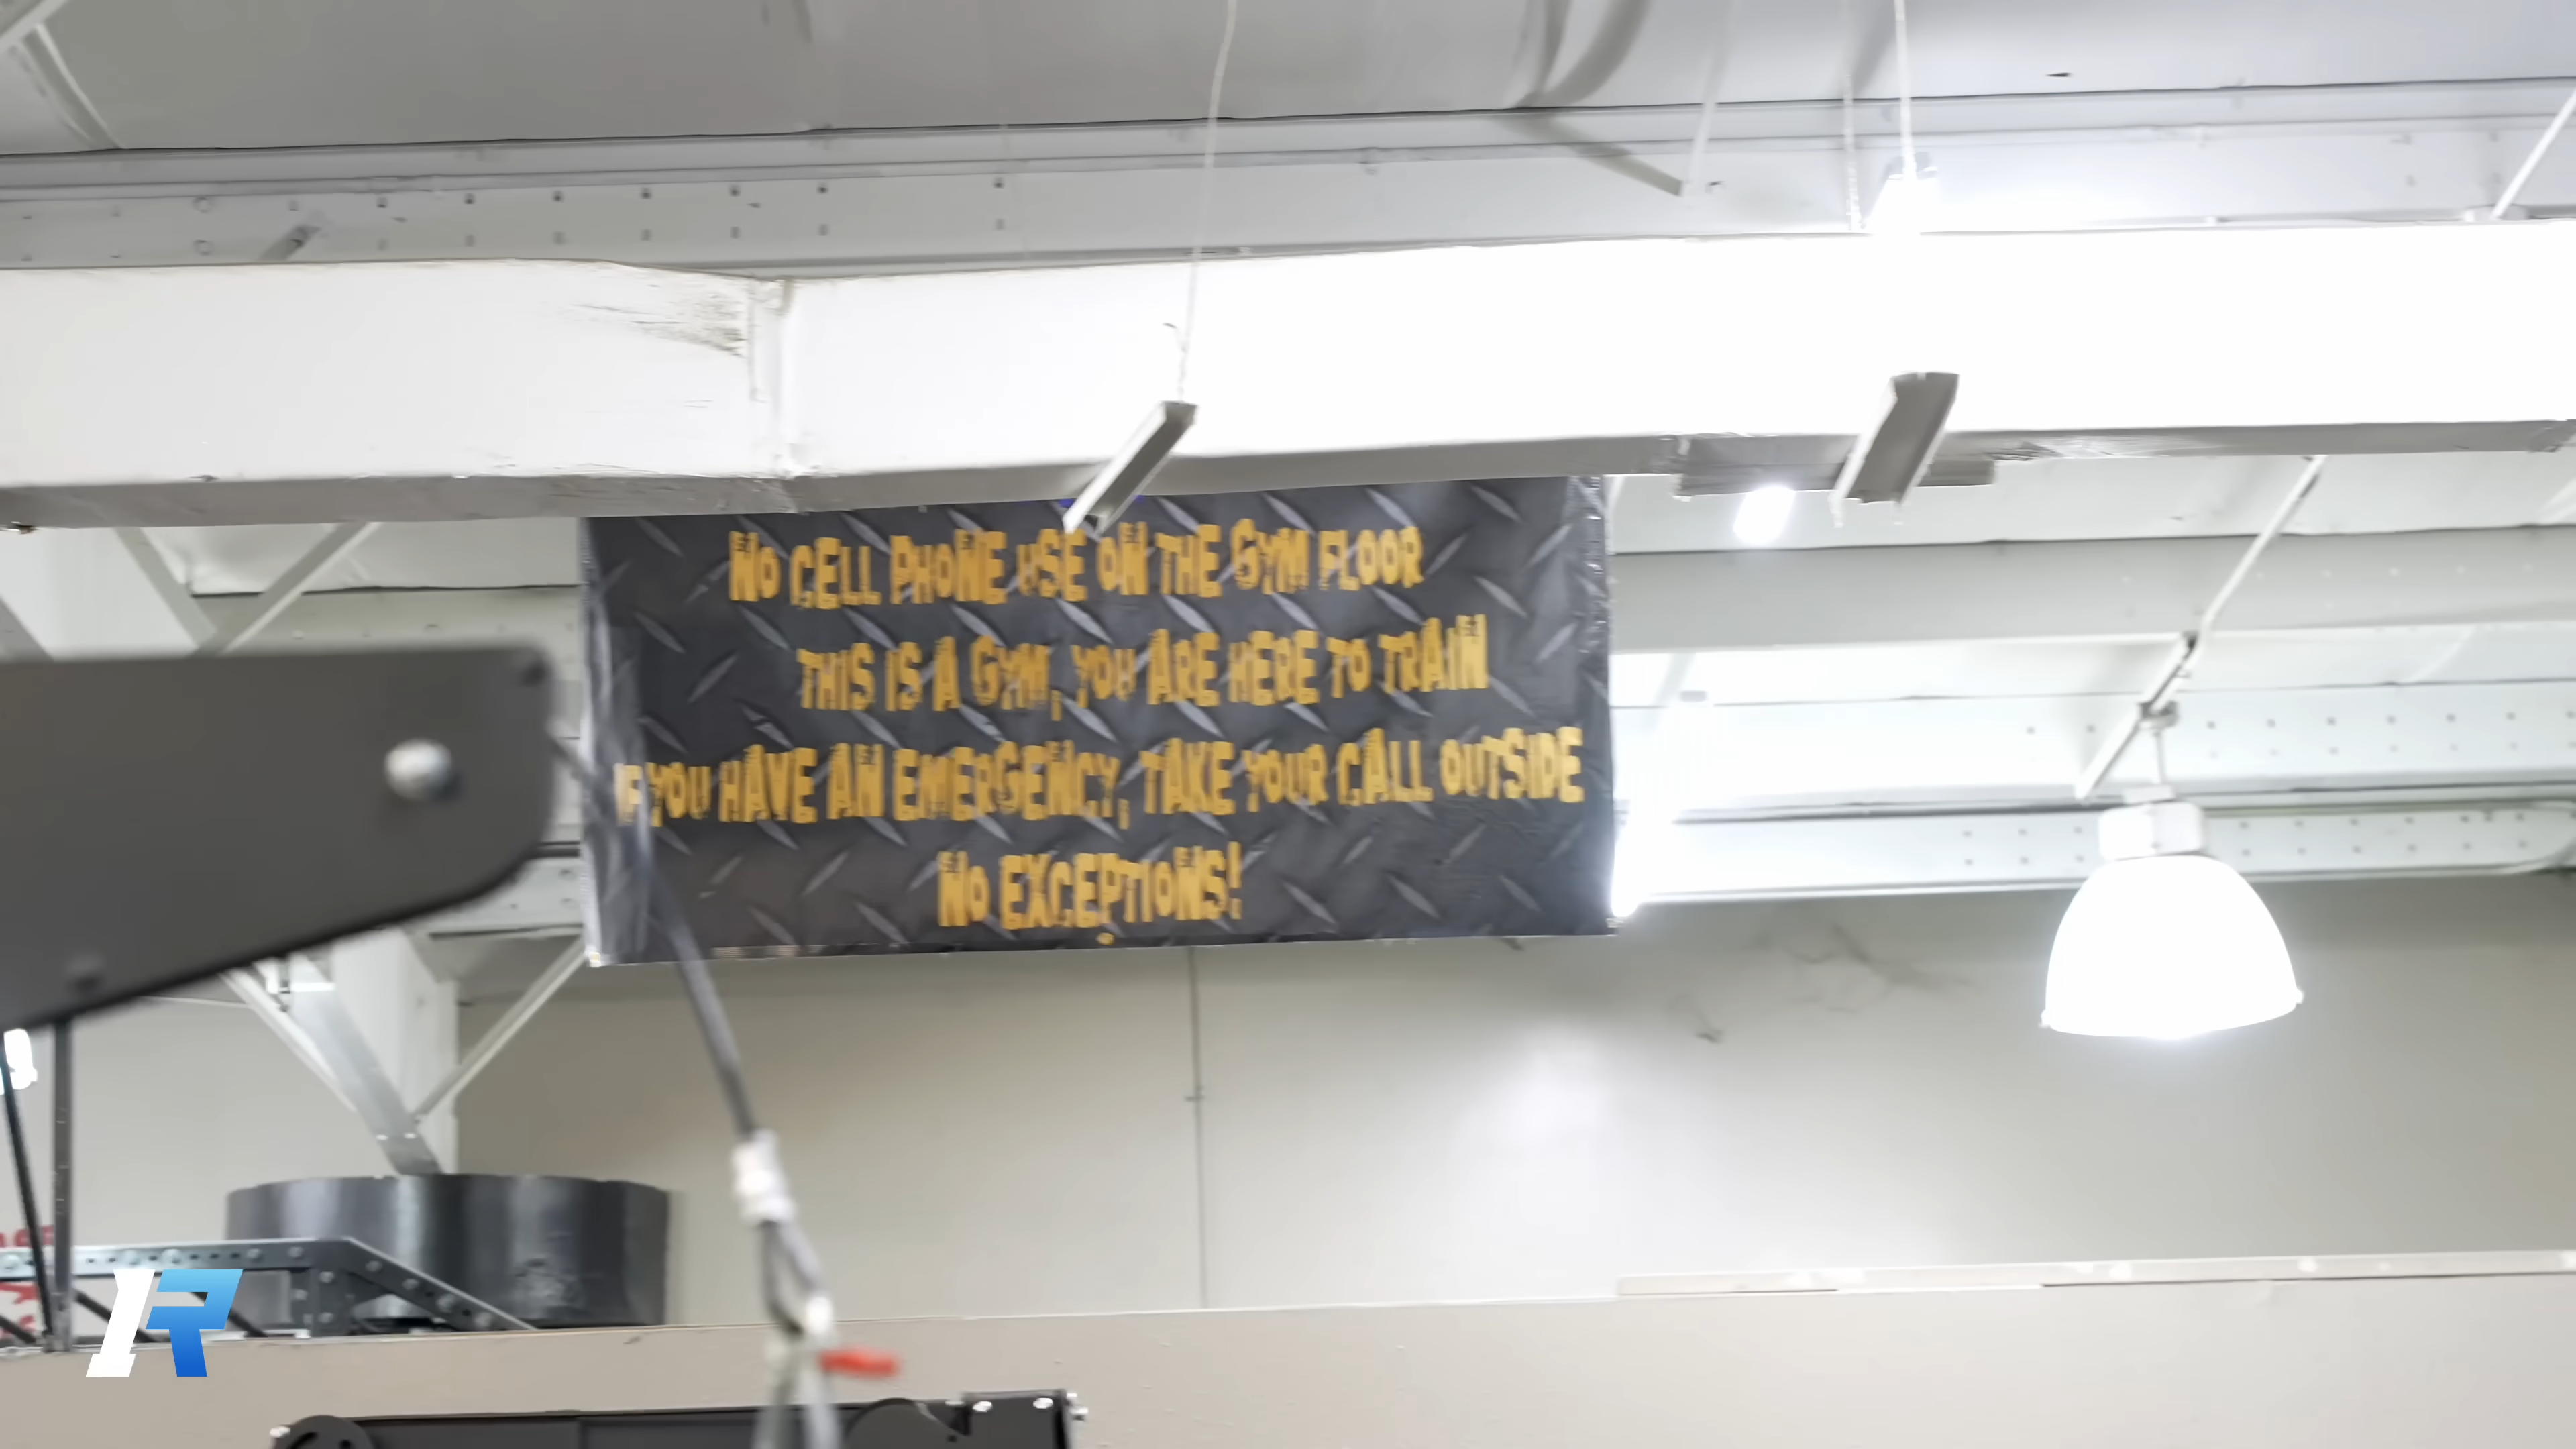 NO CELL PHONE USE ON THE GYM FLOOR
THIS IS A GYM, YOU ARE HERE TO TRAIN
IF YOU HAVE AN EMERGENCY, TAKE YOUR CALL OUTSIDE
NO EXCEPTIONS!